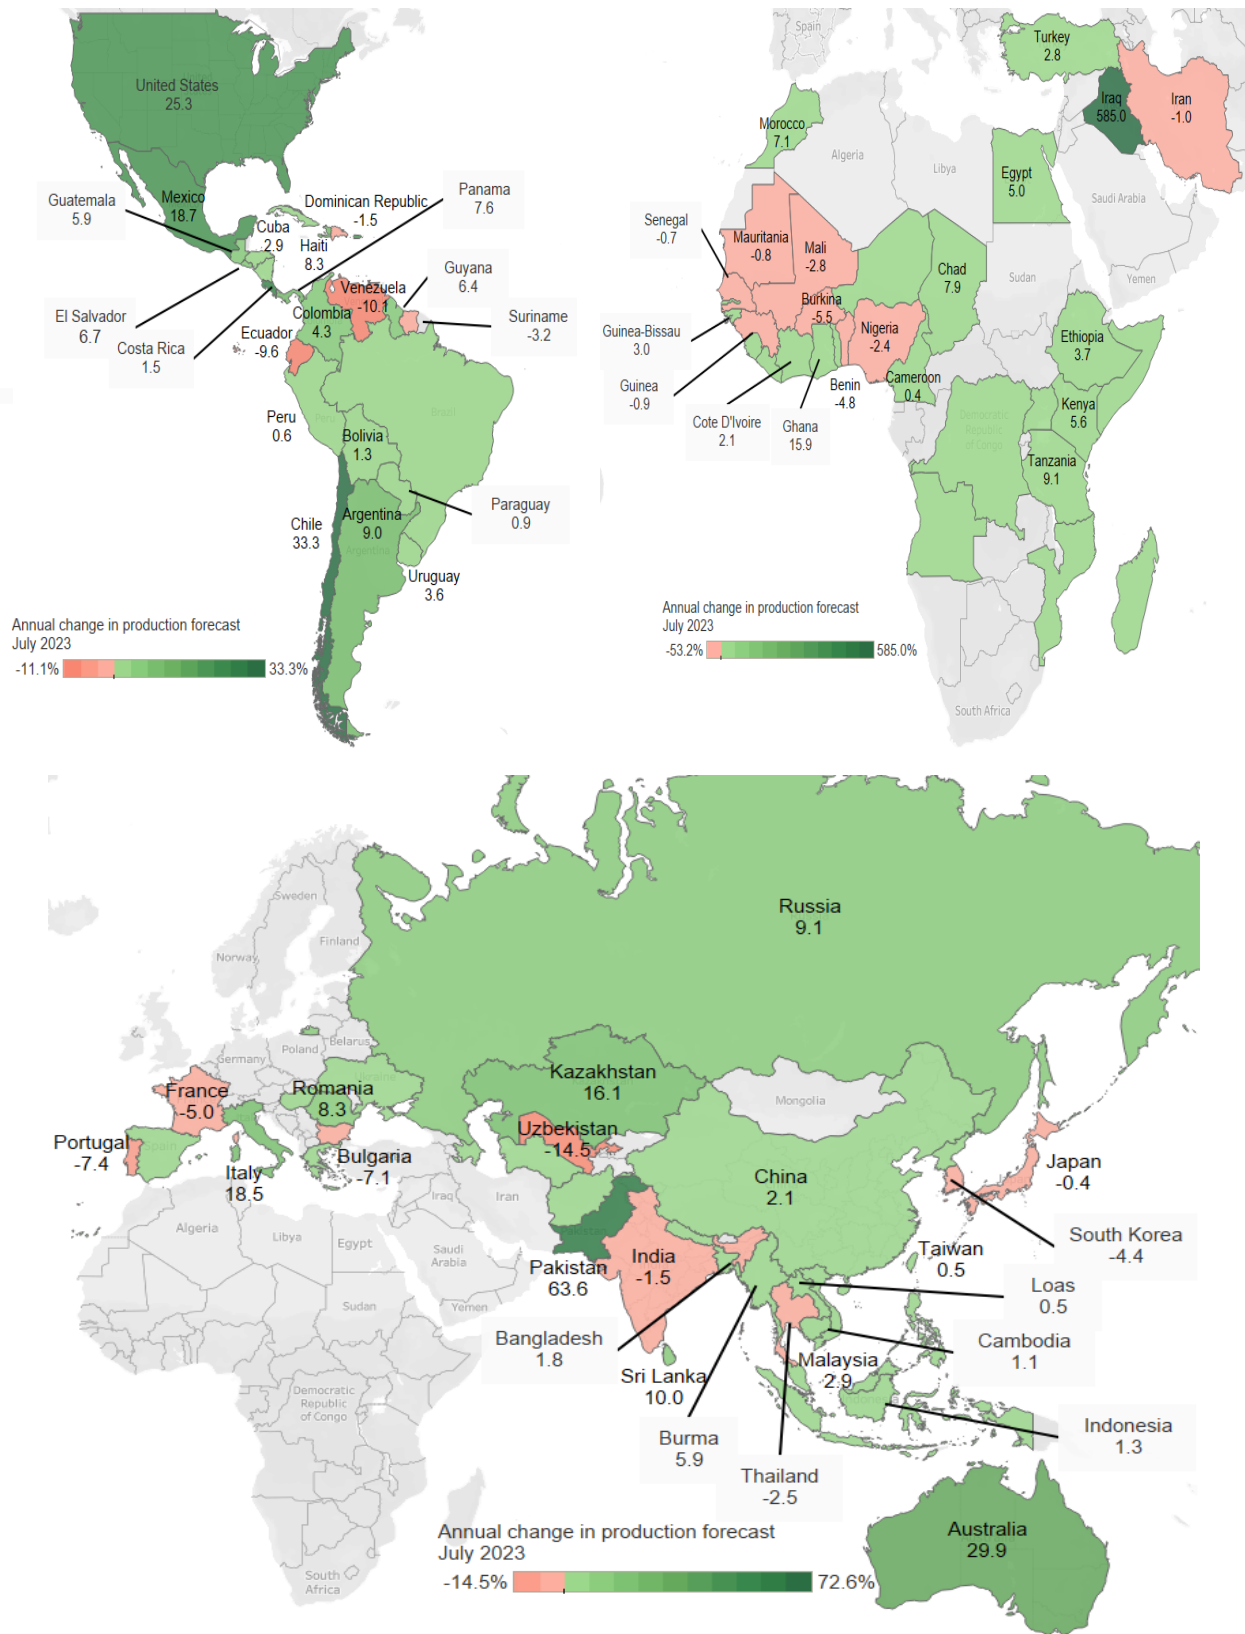 United States
25.3
Mexico
18.7
Guatemala
5.9
Cuba
2.9
Dominican Republic
-1.5
Haiti
8.3
Panama
7.6
El Salvador
6.7
Costa Rica
1.5
Venezuela
-10.1
Guyana
6.4
Suriname
-3.2
Colombia
4.3
Ecuador
-9.6
Peru
0.6
Peru
Brazil
Bolivia
1.3
Paraguay
0.9
Chile
33.3
Argentina
9.0
Argentina
Uruguay
3.6
Annual change in production forecast
July 2023
-11.1%
33.3%
Spain
Turkey
2.8
Iraq
585.0
Iran
-1.0
Morocco
7.1
Algeria
Libya
Egypt
5.0
Saudi Arabia
Senegal
-0.7
Mauritania
-0.8
Mali
-2.8
Chad
7.9
Sudan
Yemen
Burkina
-5.5
Guinea-Bissau
3.0
Nigeria
-2.4
Ethiopia
3.7
Guinea
-0.9
Cote D'Ivoire
2.1
Ghana
15.9
Benin
-4.8
Cameroon
0.4
Democratic
Republic
of Congo
Kenya
5.6
Tanzania
9.1
Annual change in production forecast
July 2023
-53.2%
585.0%
South Africa
Russia
9.1
Sweden
Finland
Norway
Belarus
Poland
Germany
Ukraine
France
-5.0
Romania
8.3
Kazakhstan
16.1
Mongolia
Uzbekistan
-14.5
Portugal
-7.4
Spain
Italy
18.5
Bulgaria
-7.1
China
2.1
Japan
-0.4
South Korea
-4.4
Iraq
Iran
Algeria
Libya
Egypt
Saudi
Arabia
Pakistan
Pakistan
63.6
India
-1.5
Taiwan
0.5
Loas
0.5
Sudan
Yemen
Bangladesh
1.8
Cambodia
1.1
Sri Lanka
10.0
Malaysia
2.9
Democratic
Republic
of Congo
Indonesia
1.3
Burma
5.9
Thailand
-2.5
Annual change in production forecast
July 2023
-14.5%
72.6%
Australia
29.9
South
Africa